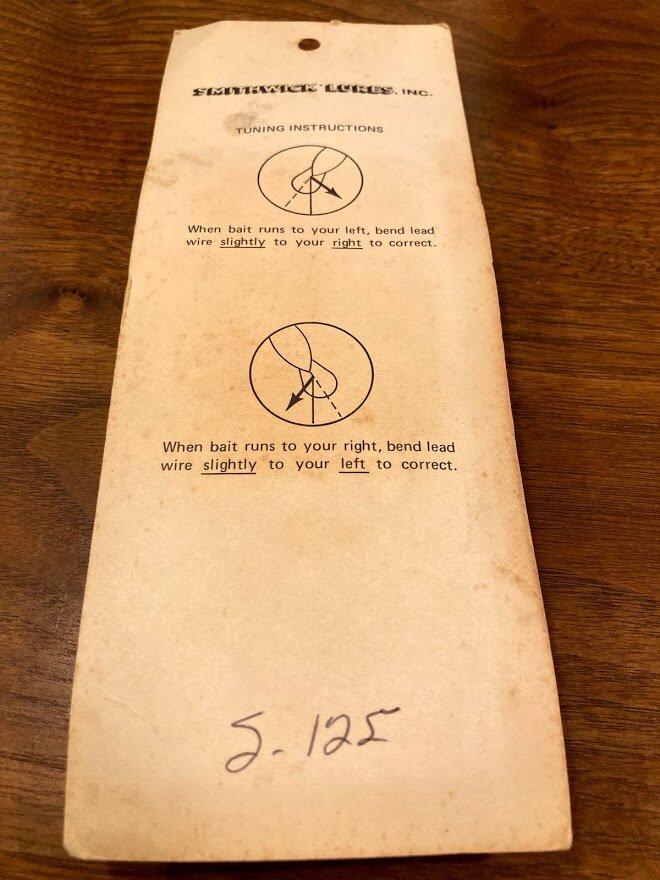 SMITHWICK LURES, INC.
TUNING INSTRUCTIONS
When bait runs to your left, bend lead
wire slightly to your right to correct.
When bait runs to your right, bend lead
wire slightly to your left to correct.
S-125